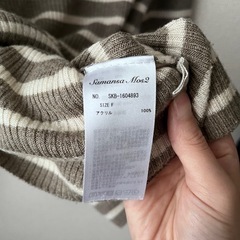 Samansa Mos2
NO. SKB-1604893
SIZE F
アクリル 100%